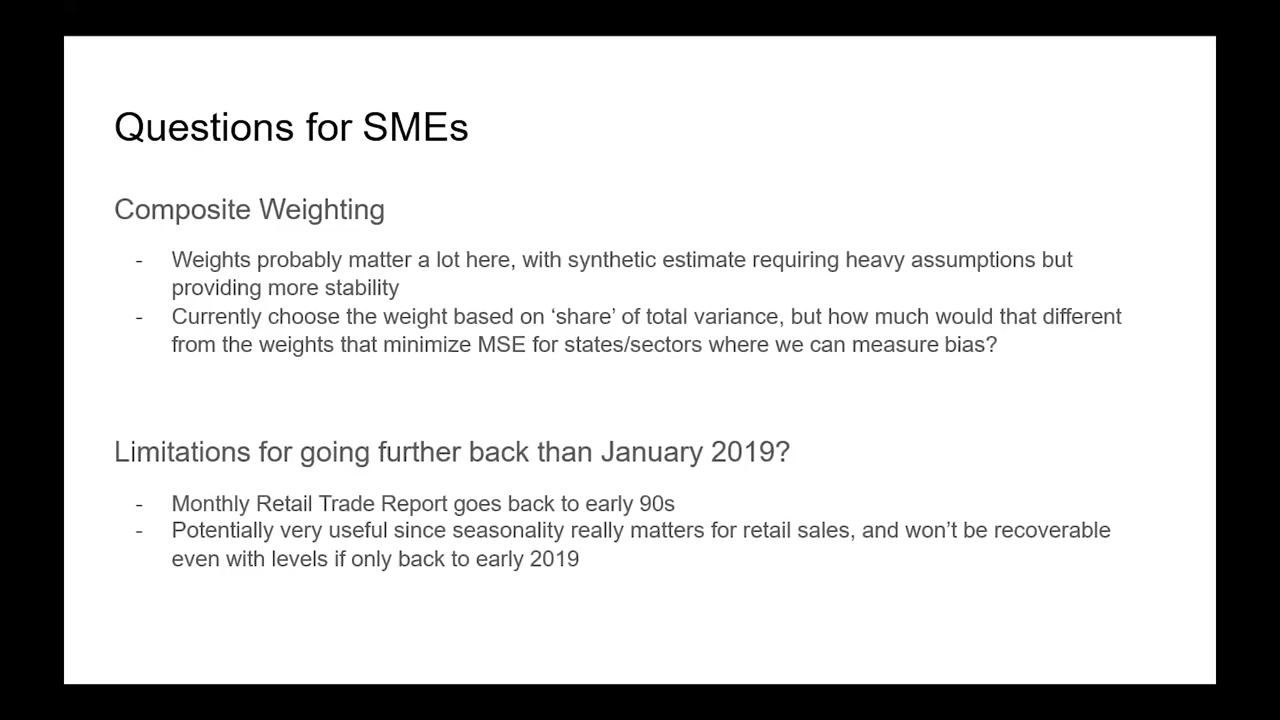 Questions for SMEs
Composite Weighting
- Weights probably matter a lot here, with synthetic estimate requiring heavy assumptions but
providing more stability
- Currently choose the weight based on ‘share’ of total variance, but how much would that different
from the weights that minimize MSE for states/sectors where we can measure bias?
Limitations for going further back than January 2019?
- Monthly Retail Trade Report goes back to early 90s
- Potentially very useful since seasonality really matters for retail sales, and won’t be recoverable
even with levels if only back to early 2019